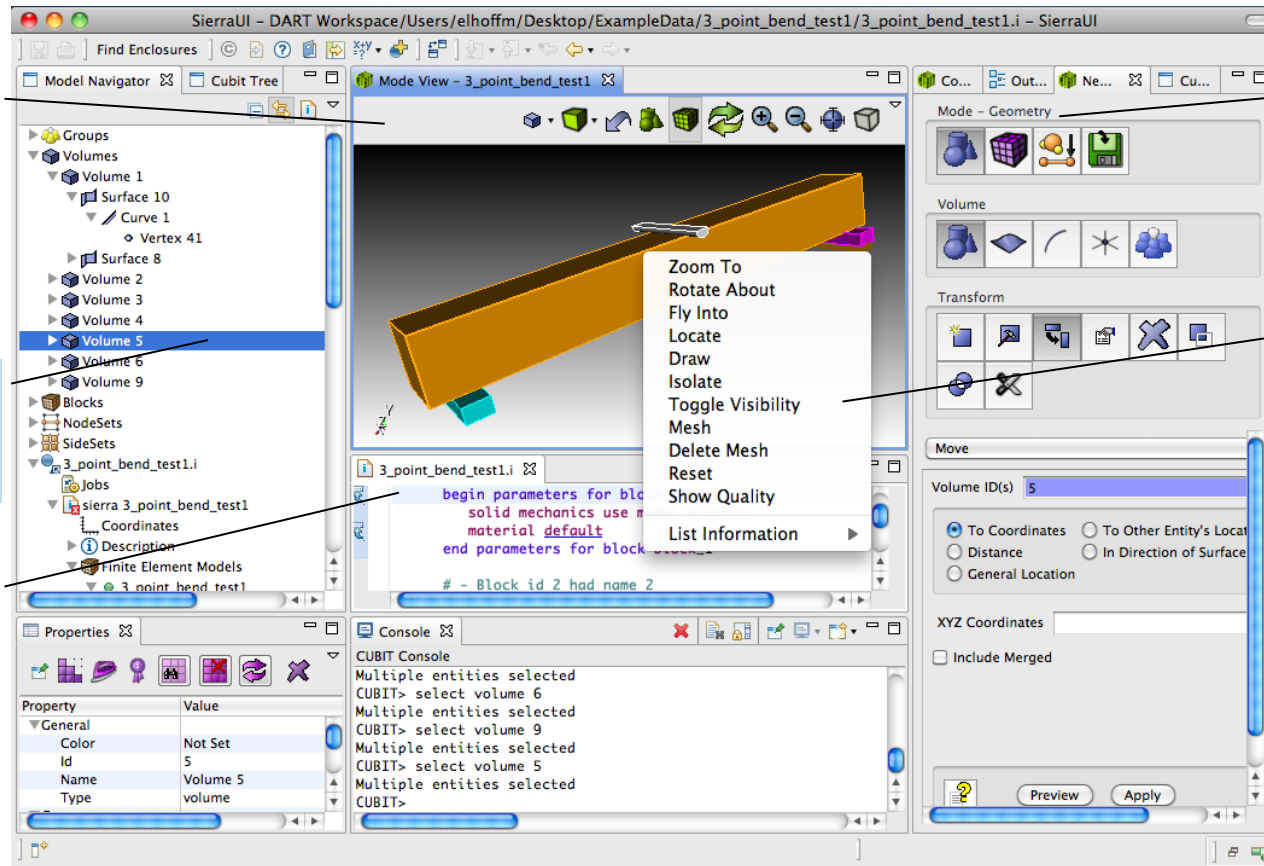 SierraUI – DART Workspace/Users/elhoffm/Desktop/ExampleData/3_point_bend_test1/3_point_bend_test1.i – SierraUI
Find Enclosures
Model Navigator
Cubit Tree
Groups
Volumes
Volume 1
Surface 10
Curve 1
Vertex 41
Surface 8
Volume 2
Volume 3
Volume 4
Volume 5
Volume 6
Volume 9
Blocks
NodeSets
SideSets
3_point_bend_test1.i
Jobs
sierra 3_point_bend_test1
Coordinates
Description
Finite Element Models
3_point_bend_test1
Mode View – 3_point_bend_test1
Y
Zoom To
Rotate About
Fly Into
Locate
Draw
Isolate
Toggle Visibility
Mesh
Delete Mesh
Reset
Show Quality
List Information
3_point_bend_test1.i
begin parameters for blo
solid mechanics use m
material default
end parameters for block block_1
# - Block id 2 had name 2
Co...
Out...
Ne...
Cu...
Mode – Geometry
Volume
Transform
Move
Volume ID(s) 5
To Coordinates
To Other Entity's Locat
Distance
In Direction of Surface
General Location
XYZ Coordinates
Include Merged
Preview
Apply
Properties
Property Value
General
Color Not Set
Id 5
Name Volume 5
Type volume
Console
CUBIT Console
Multiple entities selected
CUBIT> select volume 6
Multiple entities selected
CUBIT> select volume 9
Multiple entities selected
CUBIT> select volume 5
Multiple entities selected
CUBIT>